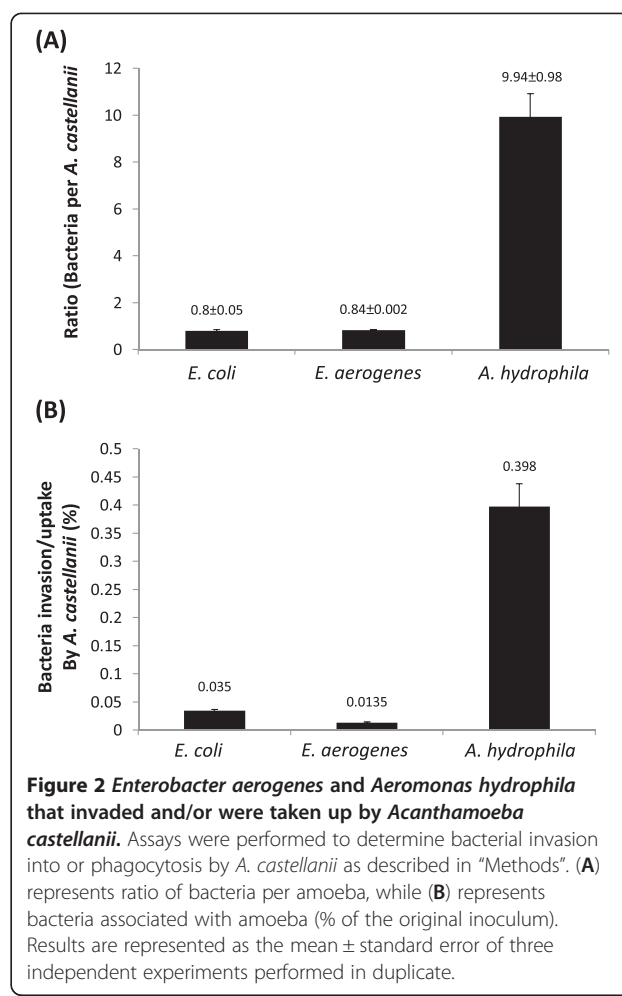 (A)
Ratio (Bacteria per A. castellanii
12
10
8
6
4
2
0
0.8±0.05
0.84±0.002
9.94±0.98
E. coli
E. aerogenes
A. hydrophila
(B)
Bacteria invasion/uptake
By A. castellanii (%)
0.5
0.45
0.4
0.35
0.3
0.25
0.2
0.15
0.1
0.05
0
0.035
0.0135
0.398
E. coli
E. aerogenes
A. hydrophila
Figure 2 Enterobacter aerogenes and Aeromonas hydrophila
that invaded and/or were taken up by Acanthamoeba
castellanii. Assays were performed to determine bacterial invasion
into or phagocytosis by A. castellanii as described in “Methods”. (A)
represents ratio of bacteria per amoeba, while (B) represents
bacteria associated with amoeba (% of the original inoculum).
Results are represented as the mean ± standard error of three
independent experiments performed in duplicate.